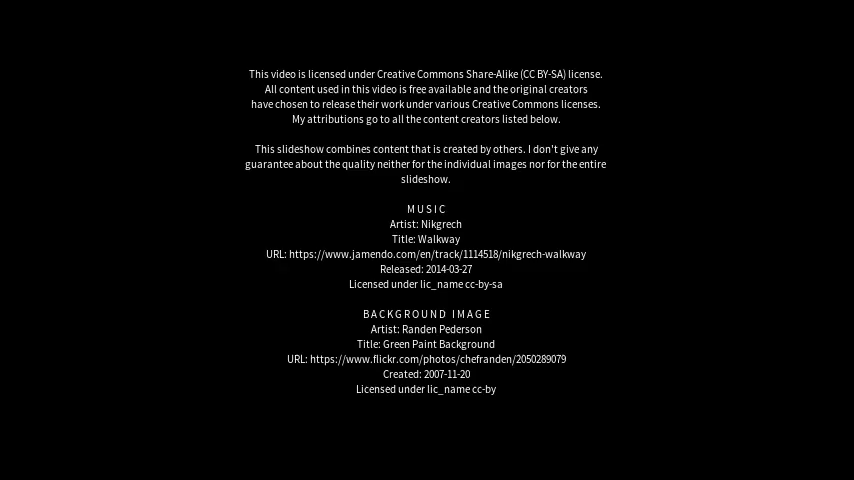 This video is licensed under Creative Commons Share-Alike (CC BY-SA) license.
All content used in this video is free available and the original creators
have chosen to release their work under various Creative Commons licenses.
My attributions go to all the content creators listed below.
This slideshow combines content that is created by others. I don't give any
guarantee about the quality neither for the individual images nor for the entire
slideshow.
MUSIC
Artist: Nikgrech
Title: Walkway
URL: https://www.jamendo.com/en/track/1114518/nikgrech-walkway
Released: 2014-03-27
Licensed under lic_name cc-by-sa
BACKGROUND IMAGE
Artist: Randen Pederson
Title: Green Paint Background
URL: https://www.flickr.com/photos/chefranden/2050289079
Created: 2007-11-20
Licensed under lic_name cc-by